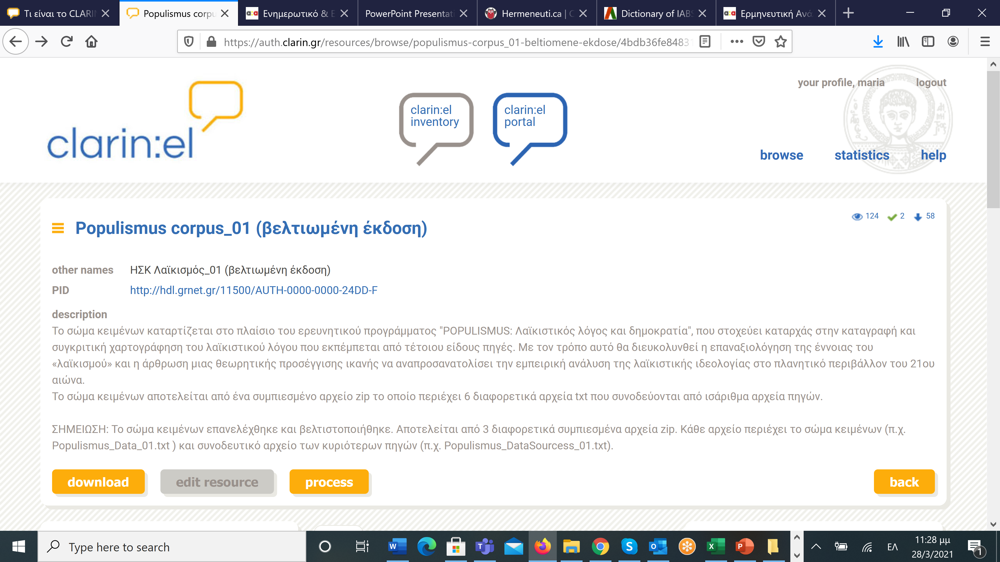 Τι είναι το CLARIN
Populismus corpu
Ενημερωτικό & Ε
PowerPoint Presentati
Hermeneuti.ca | C
Dictionary of IABS
Ερμηνευτική Ανά
https://auth.clarin.gr/resources/browse/populismus-corpus_01-beltiomene-ekdose/4bdb36fe84831
your profile, maria logout
clarin:el
clarin:el
inventory
clarin:el
portal
browse statistics help
Populismus corpus_01 (βελτιωμένη έκδοση)
124 2 58
other names ΗΣΚ Λαϊκισμός_01 (βελτιωμένη έκδοση)
PID http://hdl.grnet.gr/11500/AUTH-0000-0000-24DD-F
description
Το σώμα κειμένων καταρτίζεται στο πλαίσιο του ερευνητικού προγράμματος "POPULISMUS: Λαϊκιστικός λόγος και δημοκρατία", που στοχεύει καταρχάς στην καταγραφή και
συγκριτική χαρτογράφηση του λαϊκιστικού λόγου που εκπέμπεται από τέτοιου είδους πηγές. Με τον τρόπο αυτό θα διευκολυνθεί η επαναξιολόγηση της έννοιας του
«λαϊκισμού» και η άρθρωση μιας θεωρητικής προσέγγισης ικανής να αναπροσανατολίσει την εμπειρική ανάλυση της λαϊκιστικής ιδεολογίας στο πλανητικό περιβάλλον του 21ου
αιώνα.
Το σώμα κειμένων αποτελείται από ένα συμπιεσμένο αρχείο zip το οποίο περιέχει 6 διαφορετικά αρχεία txt που συνοδεύονται από ισάριθμα αρχεία πηγών.
ΣΗΜΕΙΩΣΗ: Το σώμα κειμένων επανελέχθηκε και βελτιστοποιήθηκε. Αποτελείται από 3 διαφορετικά συμπιεσμένα αρχεία zip. Κάθε αρχείο περιέχει το σώμα κειμένων (π.χ.
Populismus_Data_01.txt ) και συνοδευτικό αρχείο των κυριότερων πηγών (π.χ. Populismus_DataSourcess_01.txt).
download edit resource process back
Type here to search
ΕΛ
11:28 μμ
28/3/2021
1